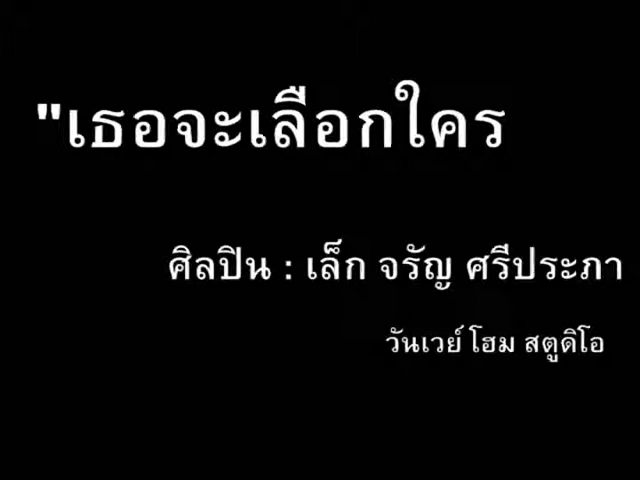 "เธอจะเลือกใคร
ศิลปิน : เล็ก จรัญ ศรีประภา
วันเวย์ โฮม สตูดิโอ